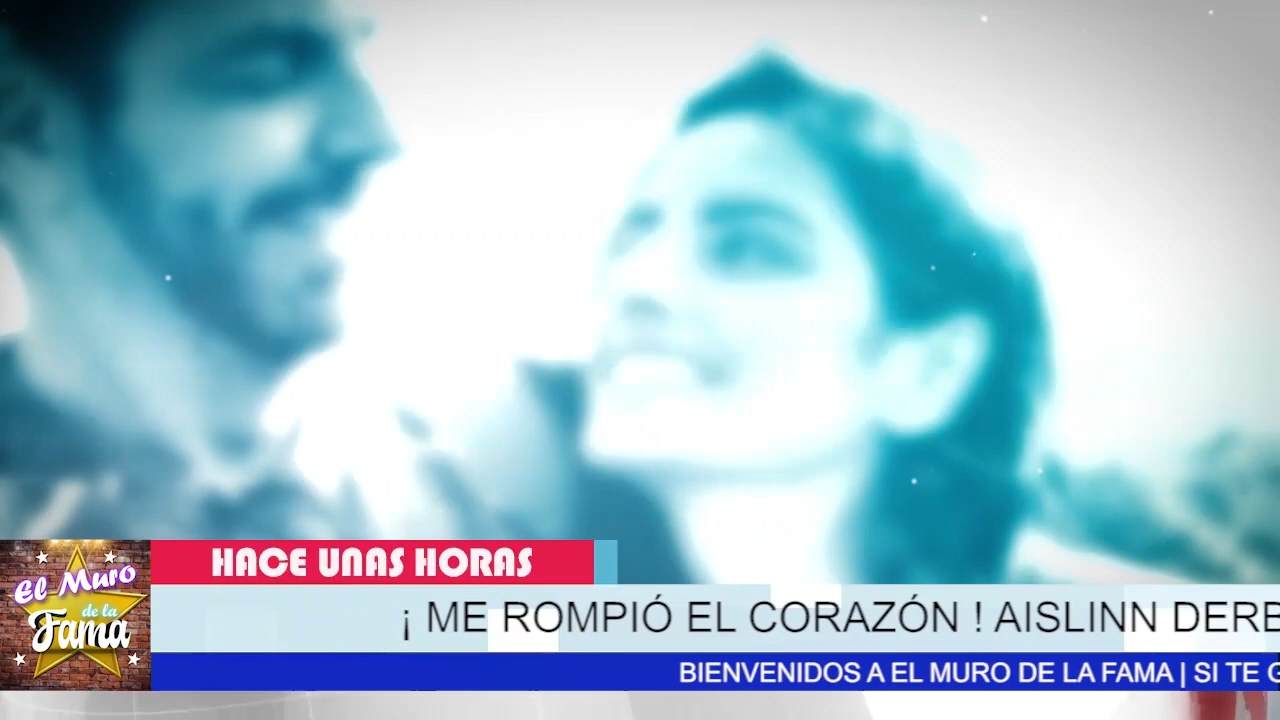 HACE UNAS HORAS
El Muro
de la
Fama
¡ ME ROMPIÓ EL CORAZÓN ! AISLINN DERB
BIENVENIDOS A EL MURO DE LA FAMA | SI TE G